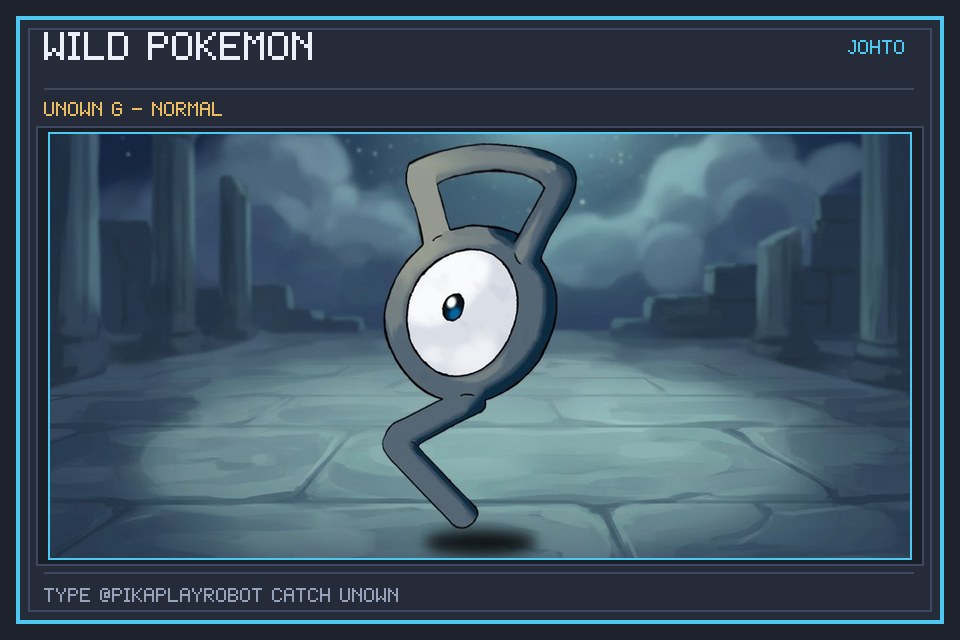 WILD POKEMON
JOHTO
UNOWN G - NORMAL
TYPE @PIKAPLAYROBOT CATCH UNOWN